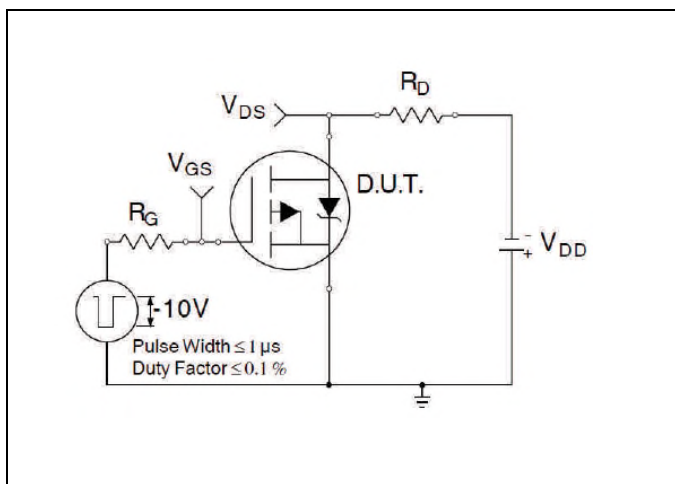 R_D
V_DS
V_GS
D.U.T.
R_G
-
+ V_DD
-10V
Pulse Width ≤ 1 µs
Duty Factor ≤ 0.1 %